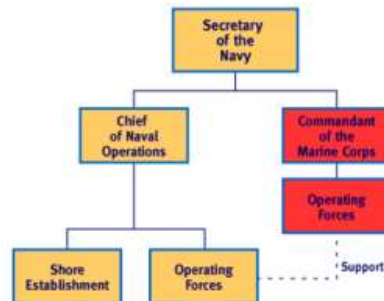 Secretary
of the
Navy
Chief
of Naval
Operations
Commandant
of the
Marine Corps
Operating
Forces
Shore
Establishment
Operating
Forces
Support